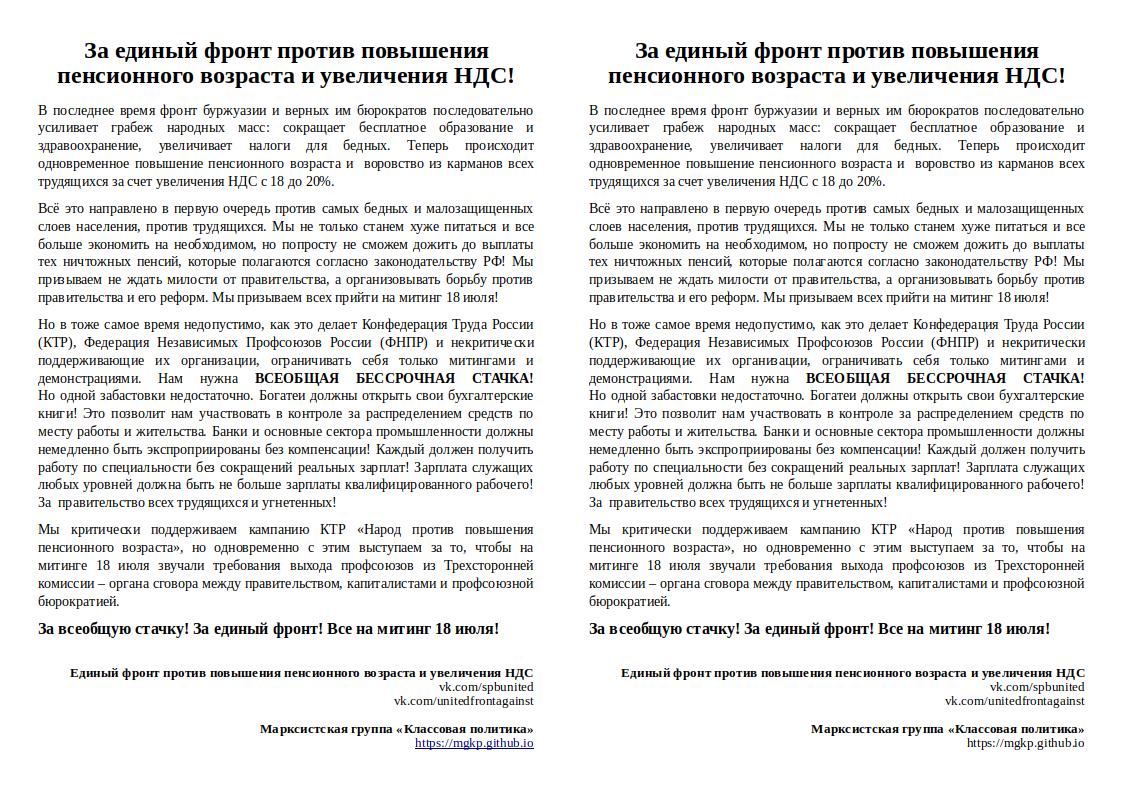 За единый фронт против повышения
пенсионного возраста и увеличения НДС!
В последнее время фронт буржуазии и верных им бюрократов последовательно
усиливает грабеж народных масс: сокращает бесплатное образование и
здравоохранение, увеличивает налоги для бедных. Теперь происходит
одновременное повышение пенсионного возраста и воровство из карманов всех
трудящихся за счет увеличения НДС с 18 до 20%.
Всё это направлено в первую очередь против самых бедных и малозащищенных
слоев населения, против трудящихся. Мы не только станем хуже питаться и все
больше экономить на необходимом, но попросту не сможем дожить до выплаты
тех ничтожных пенсий, которые полагаются согласно законодательству РФ! Мы
призываем не ждать милости от правительства, а организовывать борьбу против
правительства и его реформ. Мы призываем всех прийти на митинг 18 июля!
Но в тоже самое время недопустимо, как это делает Конфедерация Труда России
(КТР), Федерация Независимых Профсоюзов России (ФНПР) и некритически
поддерживающие их организации, ограничивать себя только митингами и
демонстрациями. Нам нужна ВСЕОБЩАЯ БЕССРОЧНАЯ СТАЧКА!
Но одной забастовки недостаточно. Богатеи должны открыть свои бухгалтерские
книги! Это позволит нам участвовать в контроле за распределением средств по
месту работы и жительства. Банки и основные сектора промышленности должны
немедленно быть экспроприированы без компенсации! Каждый должен получить
работу по специальности без сокращений реальных зарплат! Зарплата служащих
любых уровней должна быть не больше зарплаты квалифицированного рабочего!
За правительство всех трудящихся и угнетенных!
Мы критически поддерживаем кампанию КТР «Народ против повышения
пенсионного возраста», но одновременно с этим выступаем за то, чтобы на
митинге 18 июля звучали требования выхода профсоюзов из Трехсторонней
комиссии – органа сговора между правительством, капиталистами и профсоюзной
бюрократией.
За всеобщую стачку! За единый фронт! Все на митинг 18 июля!
Единый фронт против повышения пенсионного возраста и увеличения НДС
vk.com/spbunited
vk.com/unitedfrontagainst
Марксистская группа «Классовая политика»
https://mgkp.github.io
За единый фронт против повышения
пенсионного возраста и увеличения НДС!
В последнее время фронт буржуазии и верных им бюрократов последовательно
усиливает грабеж народных масс: сокращает бесплатное образование и
здравоохранение, увеличивает налоги для бедных. Теперь происходит
одновременное повышение пенсионного возраста и воровство из карманов всех
трудящихся за счет увеличения НДС с 18 до 20%.
Всё это направлено в первую очередь против самых бедных и малозащищенных
слоев населения, против трудящихся. Мы не только станем хуже питаться и все
больше экономить на необходимом, но попросту не сможем дожить до выплаты
тех ничтожных пенсий, которые полагаются согласно законодательству РФ! Мы
призываем не ждать милости от правительства, а организовывать борьбу против
правительства и его реформ. Мы призываем всех прийти на митинг 18 июля!
Но в тоже самое время недопустимо, как это делает Конфедерация Труда России
(КТР), Федерация Независимых Профсоюзов России (ФНПР) и некритически
поддерживающие их организации, ограничивать себя только митингами и
демонстрациями. Нам нужна ВСЕОБЩАЯ БЕССРОЧНАЯ СТАЧКА!
Но одной забастовки недостаточно. Богатеи должны открыть свои бухгалтерские
книги! Это позволит нам участвовать в контроле за распределением средств по
месту работы и жительства. Банки и основные сектора промышленности должны
немедленно быть экспроприированы без компенсации! Каждый должен получить
работу по специальности без сокращений реальных зарплат! Зарплата служащих
любых уровней должна быть не больше зарплаты квалифицированного рабочего!
За правительство всех трудящихся и угнетенных!
Мы критически поддерживаем кампанию КТР «Народ против повышения
пенсионного возраста», но одновременно с этим выступаем за то, чтобы на
митинге 18 июля звучали требования выхода профсоюзов из Трехсторонней
комиссии – органа сговора между правительством, капиталистами и профсоюзной
бюрократией.
За всеобщую стачку! За единый фронт! Все на митинг 18 июля!
Единый фронт против повышения пенсионного возраста и увеличения НДС
vk.com/spbunited
vk.com/unitedfrontagainst
Марксистская группа «Классовая политика»
https://mgkp.github.io